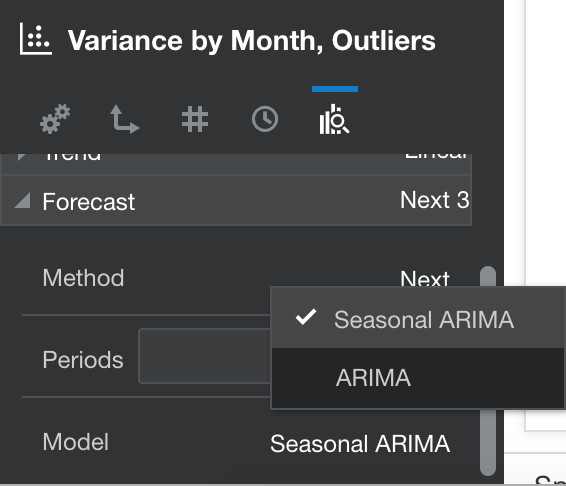 Variance by Month, Outliers
Trend Linear
Forecast Next 3
Method Next
Seasonal ARIMA
Periods
ARIMA
Model Seasonal ARIMA